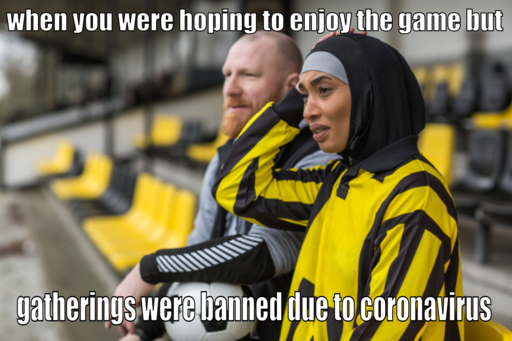 when you were hoping to enjoy the game but
gatherings were banned due to coronavirus